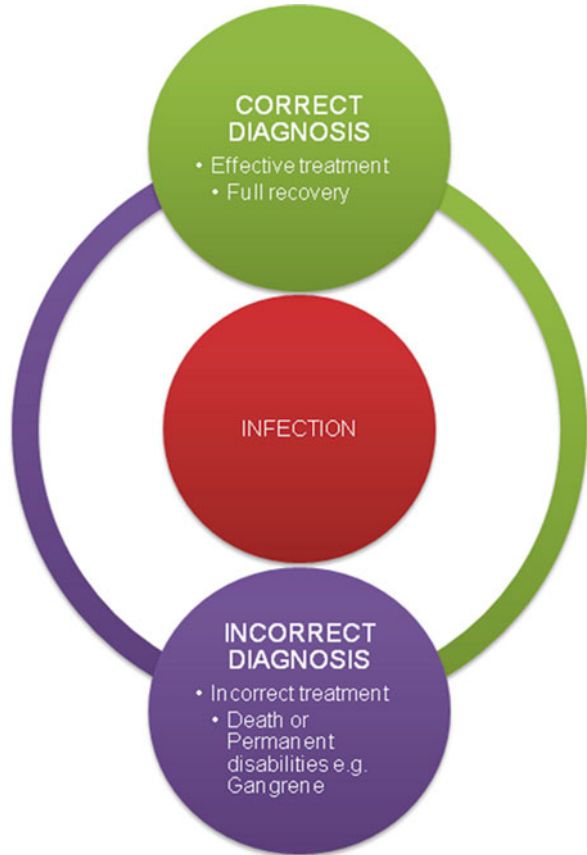 CORRECT
DIAGNOSIS
• Effective treatment
• Full recovery
INFECTION
INCORRECT
DIAGNOSIS
• Incorrect treatment
• Death or
Permanent
disabilities e.g.
Gangrene